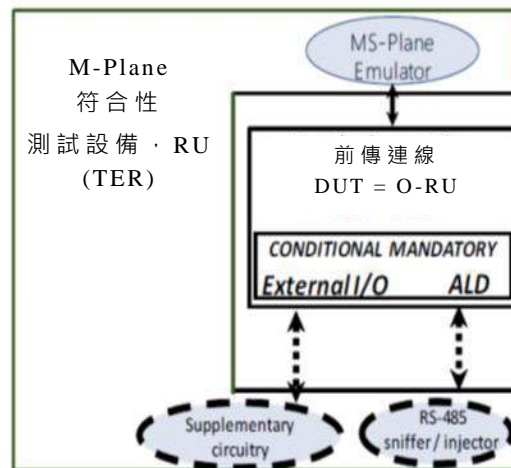 MS-Plane
Emulator
M-Plane
符合性
測試設備，RU
(TER)
前傳連線
DUT = O-RU
CONDITIONAL MANDATORY
External I/O ALD
Supplementary
circuitry
RS-485
sniffer / injector